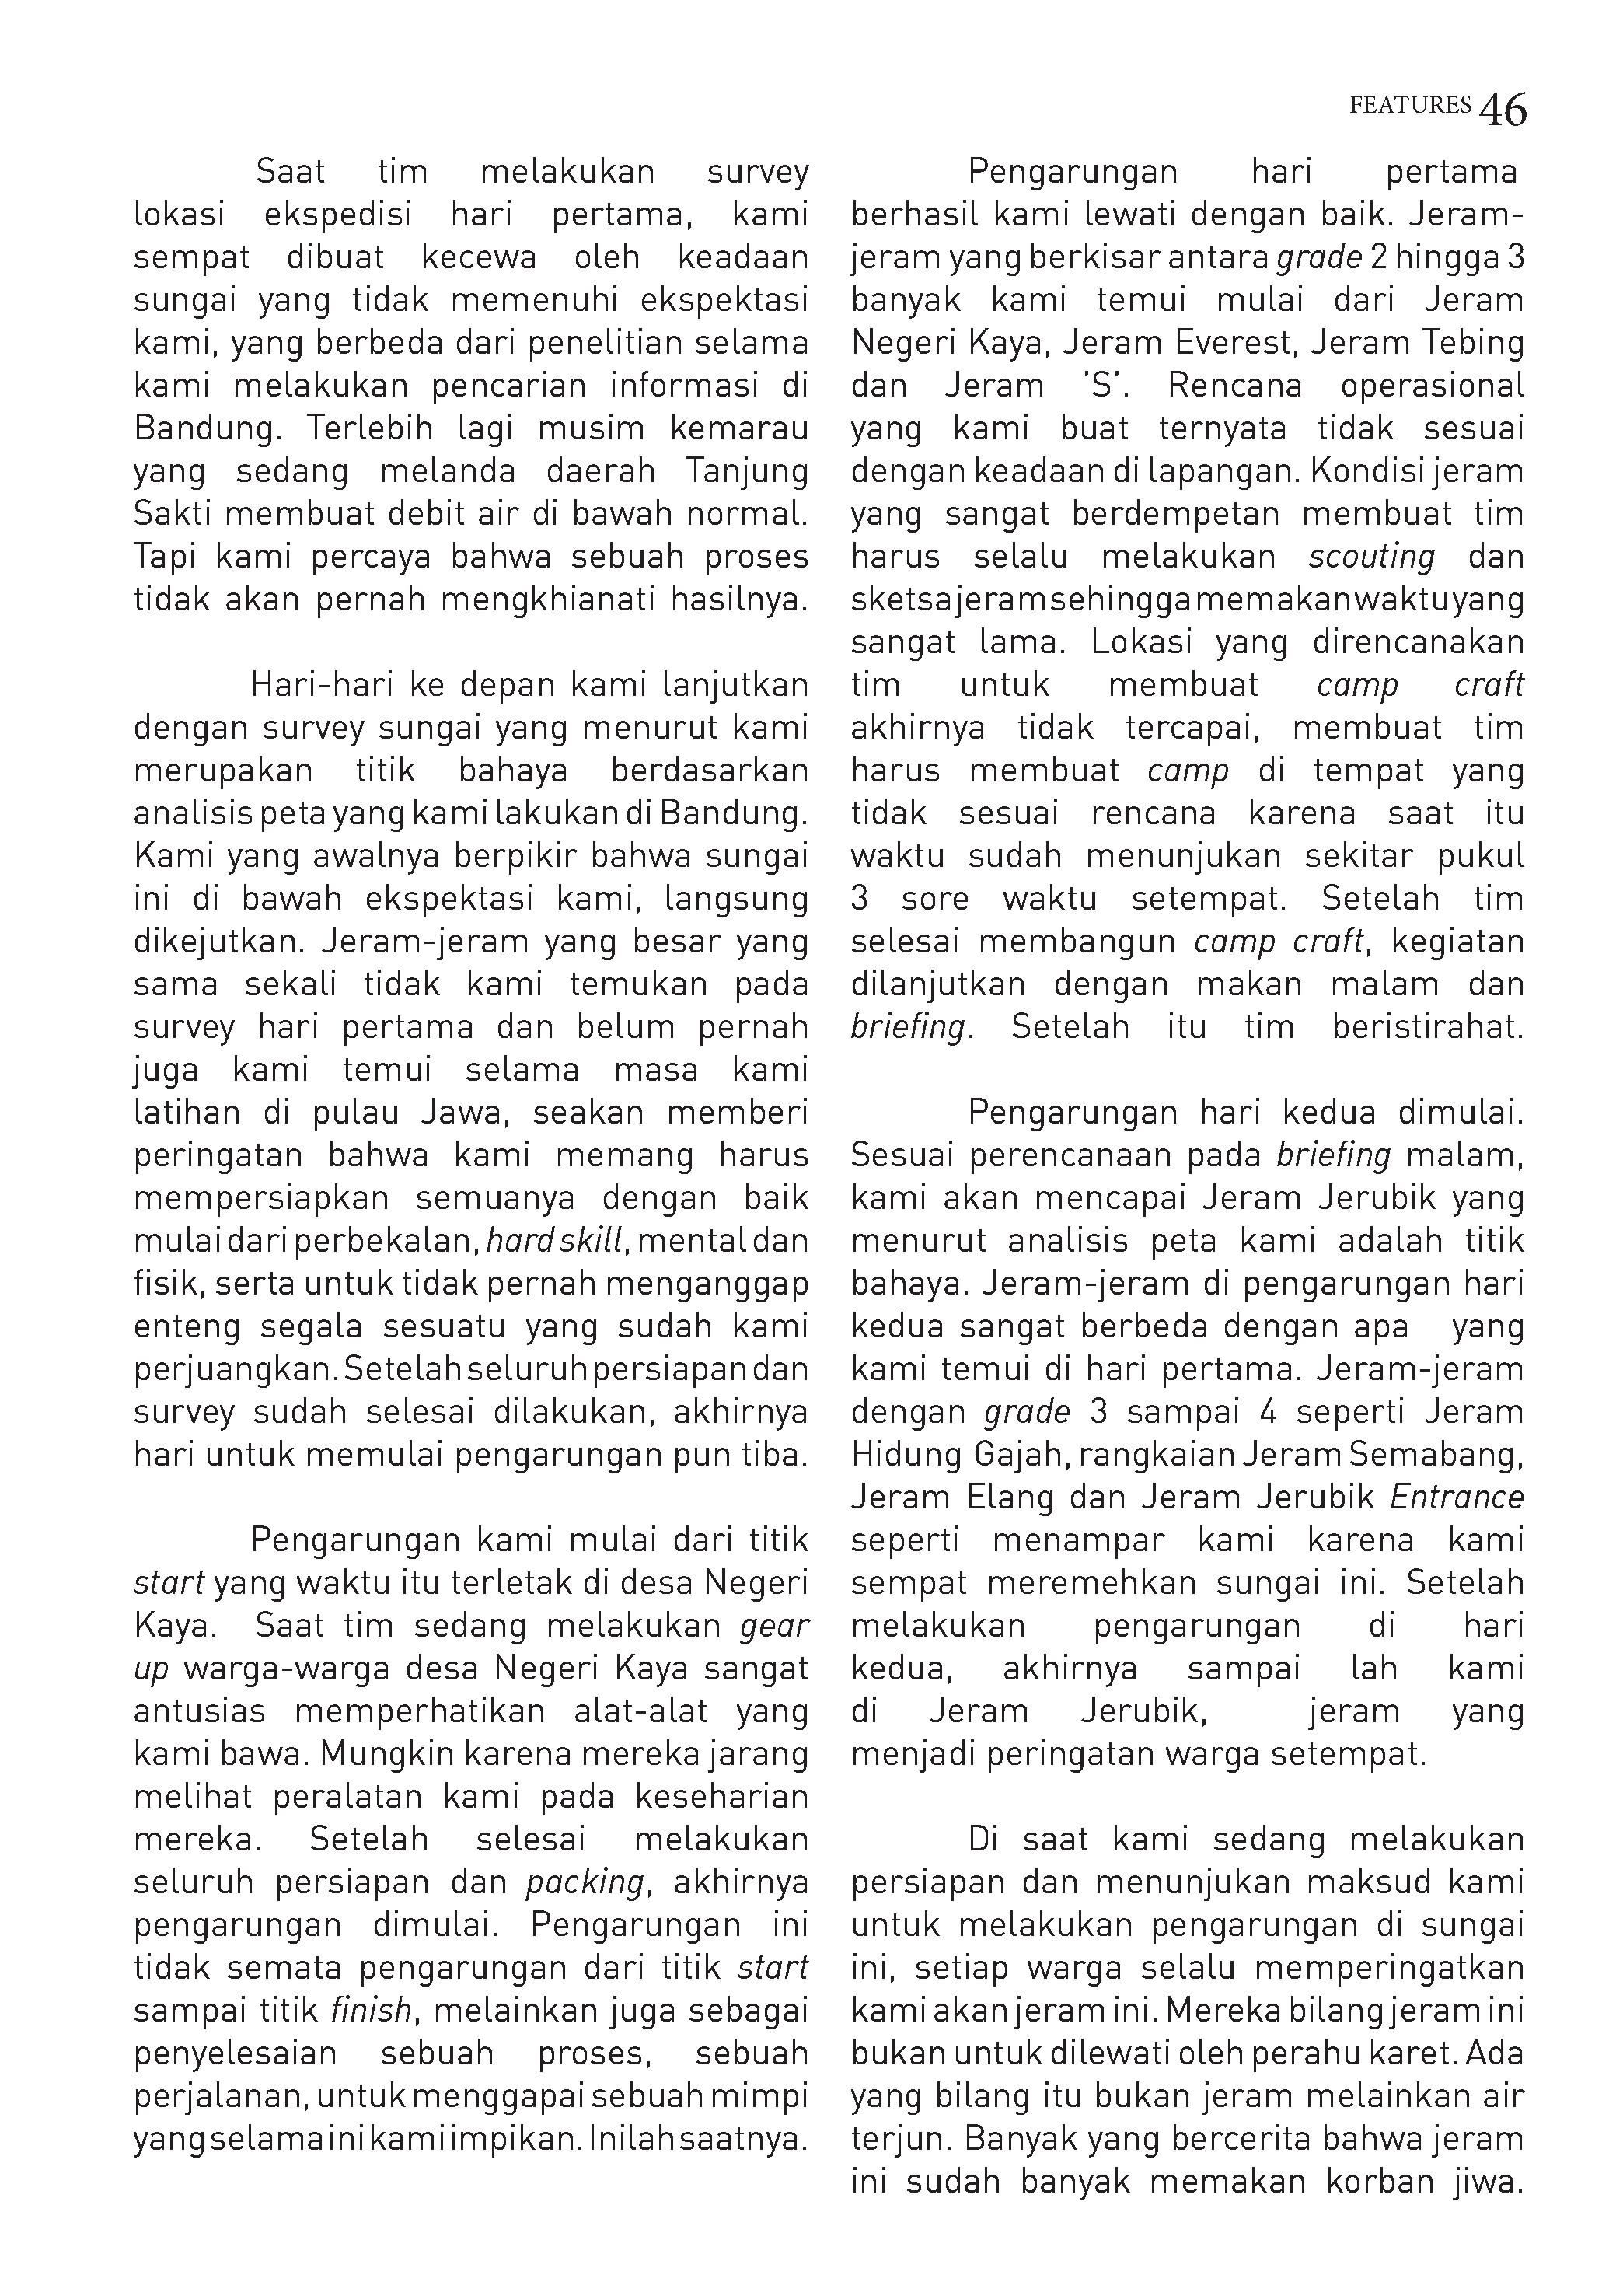 FEATURES 46
Saat tim melakukan survey
lokasi ekspedisi hari pertama, kami
sempat dibuat kecewa oleh keadaan
sungai yang tidak memenuhi ekspektasi
kami, yang berbeda dari penelitian selama
kami melakukan pencarian informasi di
Bandung. Terlebih lagi musim kemarau
yang sedang melanda daerah Tanjung
Sakti membuat debit air di bawah normal.
Tapi kami percaya bahwa sebuah proses
tidak akan pernah mengkhianati hasilnya.
Hari-hari ke depan kami lanjutkan
dengan survey sungai yang menurut kami
merupakan titik bahaya berdasarkan
analisis peta yang kami lakukan di Bandung.
Kami yang awalnya berpikir bahwa sungai
ini di bawah ekspektasi kami, langsung
dikejutkan. Jeram-jeram yang besar yang
sama sekali tidak kami temukan pada
survey hari pertama dan belum pernah
juga kami temui selama masa kami
latihan di pulau Jawa, seakan memberi
peringatan bahwa kami memang harus
mempersiapkan semuanya dengan baik
mulai dari perbekalan, hard skill, mental dan
fisik, serta untuk tidak pernah menganggap
enteng segala sesuatu yang sudah kami
perjuangkan. Setelah seluruh persiapan dan
survey sudah selesai dilakukan, akhirnya
hari untuk memulai pengarungan pun tiba.
Pengarungan kami mulai dari titik
start yang waktu itu terletak di desa Negeri
Kaya. Saat tim sedang melakukan gear
up warga-warga desa Negeri Kaya sangat
antusias memperhatikan alat-alat yang
kami bawa. Mungkin karena mereka jarang
melihat peralatan kami pada keseharian
mereka. Setelah selesai melakukan
seluruh persiapan dan packing, akhirnya
pengarungan dimulai. Pengarungan ini
tidak semata pengarungan dari titik start
sampai titik finish, melainkan juga sebagai
penyelesaian sebuah proses, sebuah
perjalanan, untuk menggapai sebuah mimpi
yang selama ini kami impikan. Inilah saatnya.
Pengarungan hari pertama
berhasil kami lewati dengan baik. Jeram-
jeram yang berkisar antara grade 2 hingga 3
banyak kami temui mulai dari Jeram
Negeri Kaya, Jeram Everest, Jeram Tebing
dan Jeram 'S'. Rencana operasional
yang kami buat ternyata tidak sesuai
dengan keadaan di lapangan. Kondisi jeram
yang sangat berdempetan membuat tim
harus selalu melakukan scouting dan
sketsa jeram sehingga memakan waktu yang
sangat lama. Lokasi yang direncanakan
tim untuk membuat camp craft
akhirnya tidak tercapai, membuat tim
harus membuat camp di tempat yang
tidak sesuai rencana karena saat itu
waktu sudah menunjukan sekitar pukul
3 sore waktu setempat. Setelah tim
selesai membangun camp craft, kegiatan
dilanjutkan dengan makan malam dan
briefing. Setelah itu tim beristirahat.
Pengarungan hari kedua dimulai.
Sesuai perencanaan pada briefing malam,
kami akan mencapai Jeram Jerubik yang
menurut analisis peta kami adalah titik
bahaya. Jeram-jeram di pengarungan hari
kedua sangat berbeda dengan apa yang
kami temui di hari pertama. Jeram-jeram
dengan grade 3 sampai 4 seperti Jeram
Hidung Gajah, rangkaian Jeram Semabang,
Jeram Elang dan Jeram Jerubik Entrance
seperti menampar kami karena kami
sempat meremehkan sungai ini. Setelah
melakukan pengarungan di hari
kedua, akhirnya sampai lah kami
di Jeram Jerubik, jeram yang
menjadi peringatan warga setempat.
Di saat kami sedang melakukan
persiapan dan menunjukan maksud kami
untuk melakukan pengarungan di sungai
ini, setiap warga selalu memperingatkan
kami akan jeram ini. Mereka bilang jeram ini
bukan untuk dilewati oleh perahu karet. Ada
yang bilang itu bukan jeram melainkan air
terjun. Banyak yang bercerita bahwa jeram
ini sudah banyak memakan korban jiwa.